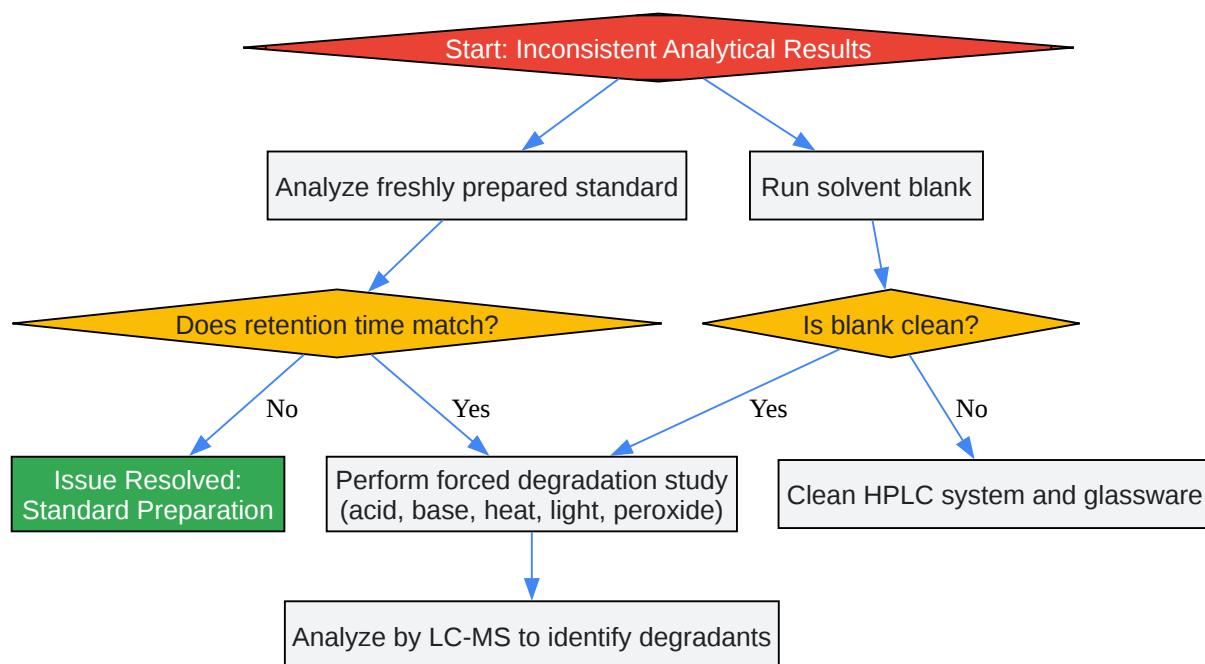 Start: Inconsistent Analytical Results
Analyze freshly prepared standard
Run solvent blank
Does retention time match?
Is blank clean?
No
Yes
Yes
No
Issue Resolved:
Standard Preparation
Perform forced degradation study
(acid, base, heat, light, peroxide)
Clean HPLC system and glassware
Analyze by LC-MS to identify degradants